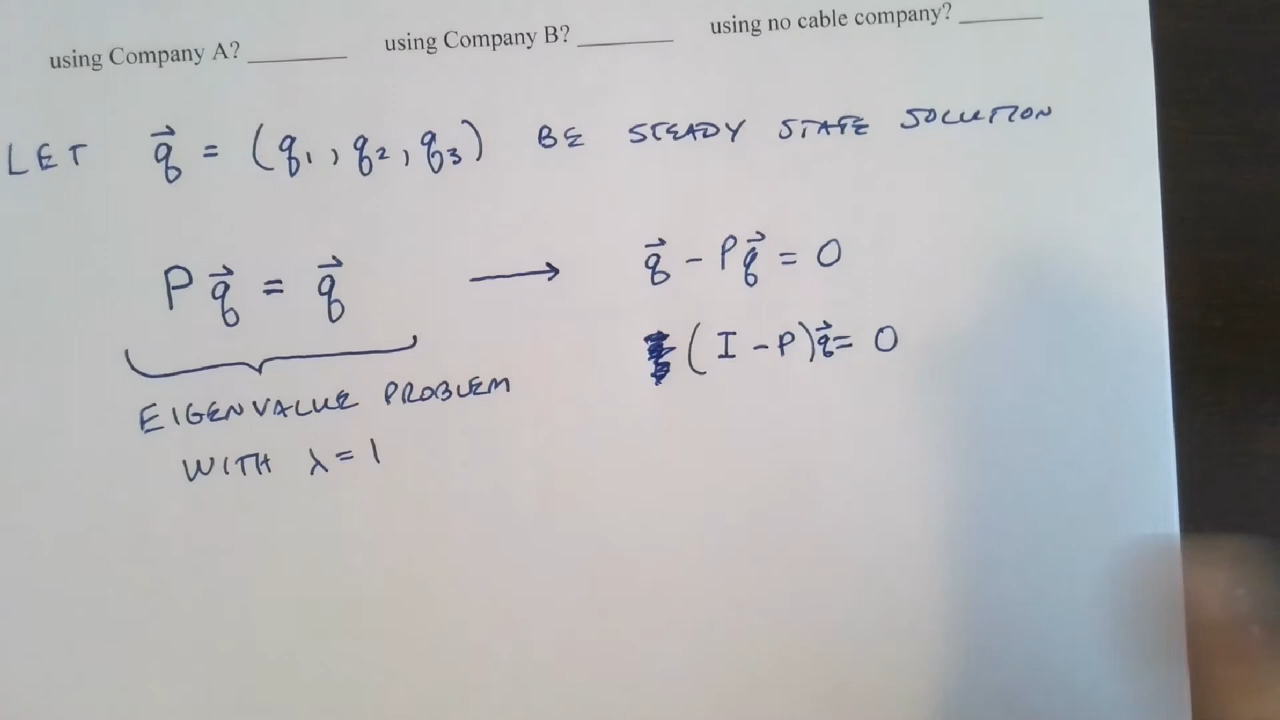 using Company A? ________ using Company B? ________ using no cable company? _______
LET q⃗ = (q₁, q₂, q₃) BE STEADY STATE SOLUTION
Pq⃗ = q⃗ ⟶ q⃗ - Pq⃗ = 0
(I - P)q⃗ = 0
EIGENVALUE PROBLEM
WITH λ = 1